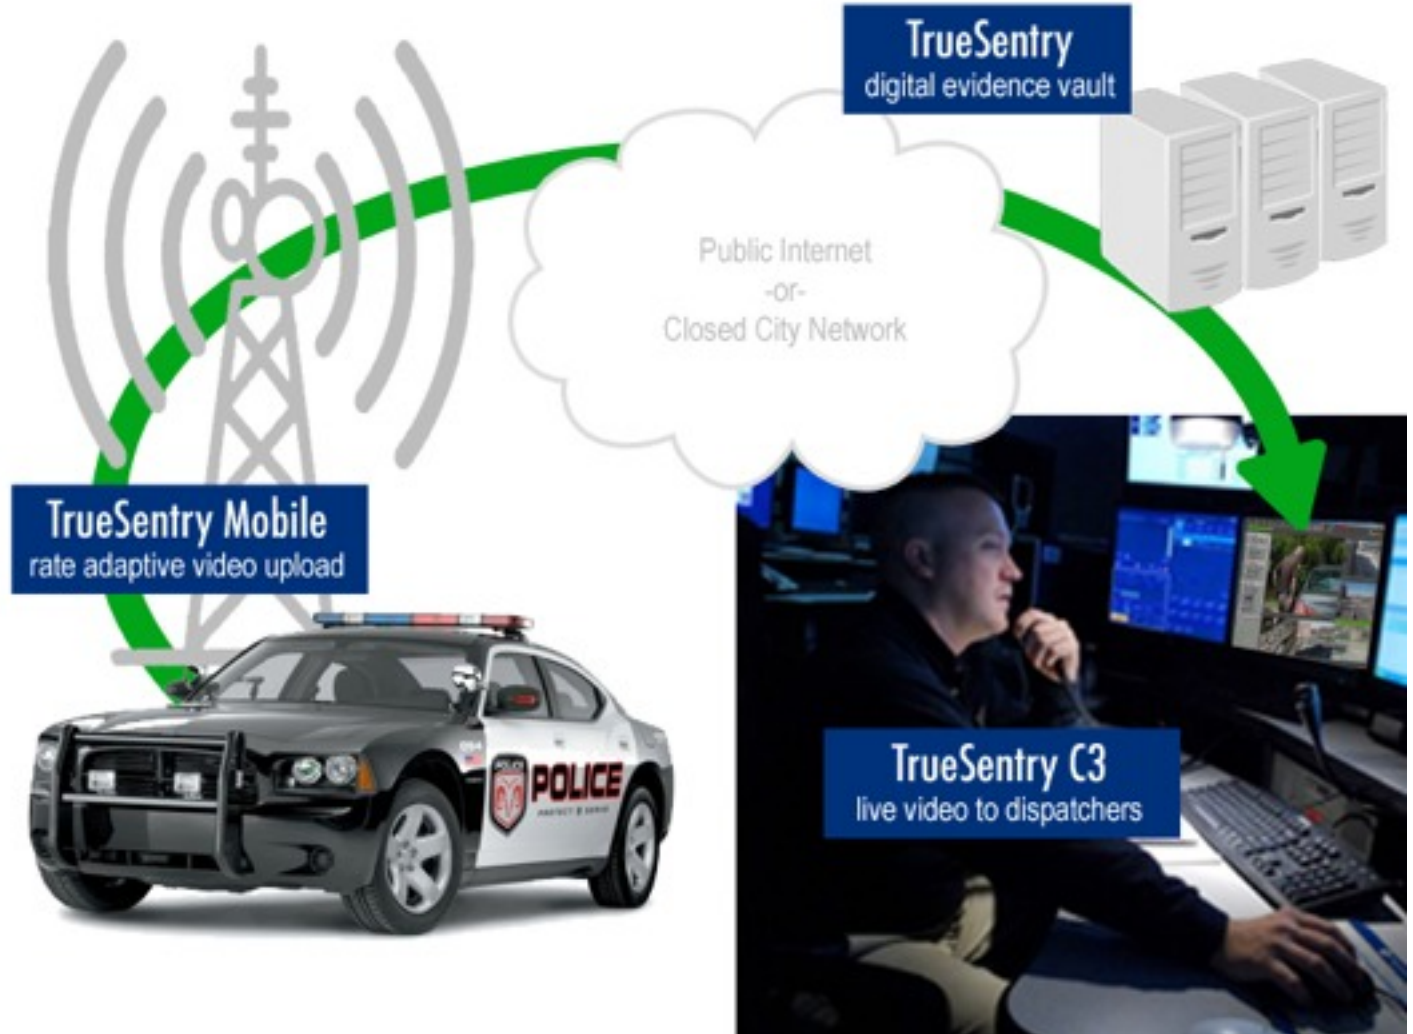 TrueSentry
digital evidence vault
Public Internet
-or-
Closed City Network
TrueSentry Mobile
rate adaptive video upload
POLICE
POLICE
TrueSentry C3
live video to dispatchers